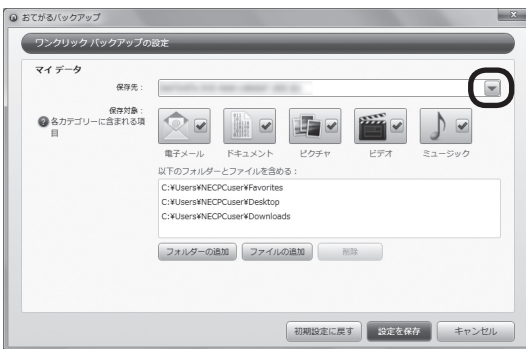 おてがるバックアップ
ワンクリック バックアップの設定
マイ データ
保存先：
保存対象：
各カテゴリーに含まれる項
目
電子メール
ドキュメント
ピクチャ
ビデオ
ミュージック
以下のフォルダーとファイルを含める：
C:¥Users¥NECPCuser¥Favorites
C:¥Users¥NECPCuser¥Desktop
C:¥Users¥NECPCuser¥Downloads
フォルダーの追加
ファイルの追加
削除
初期設定に戻す
設定を保存
キャンセル